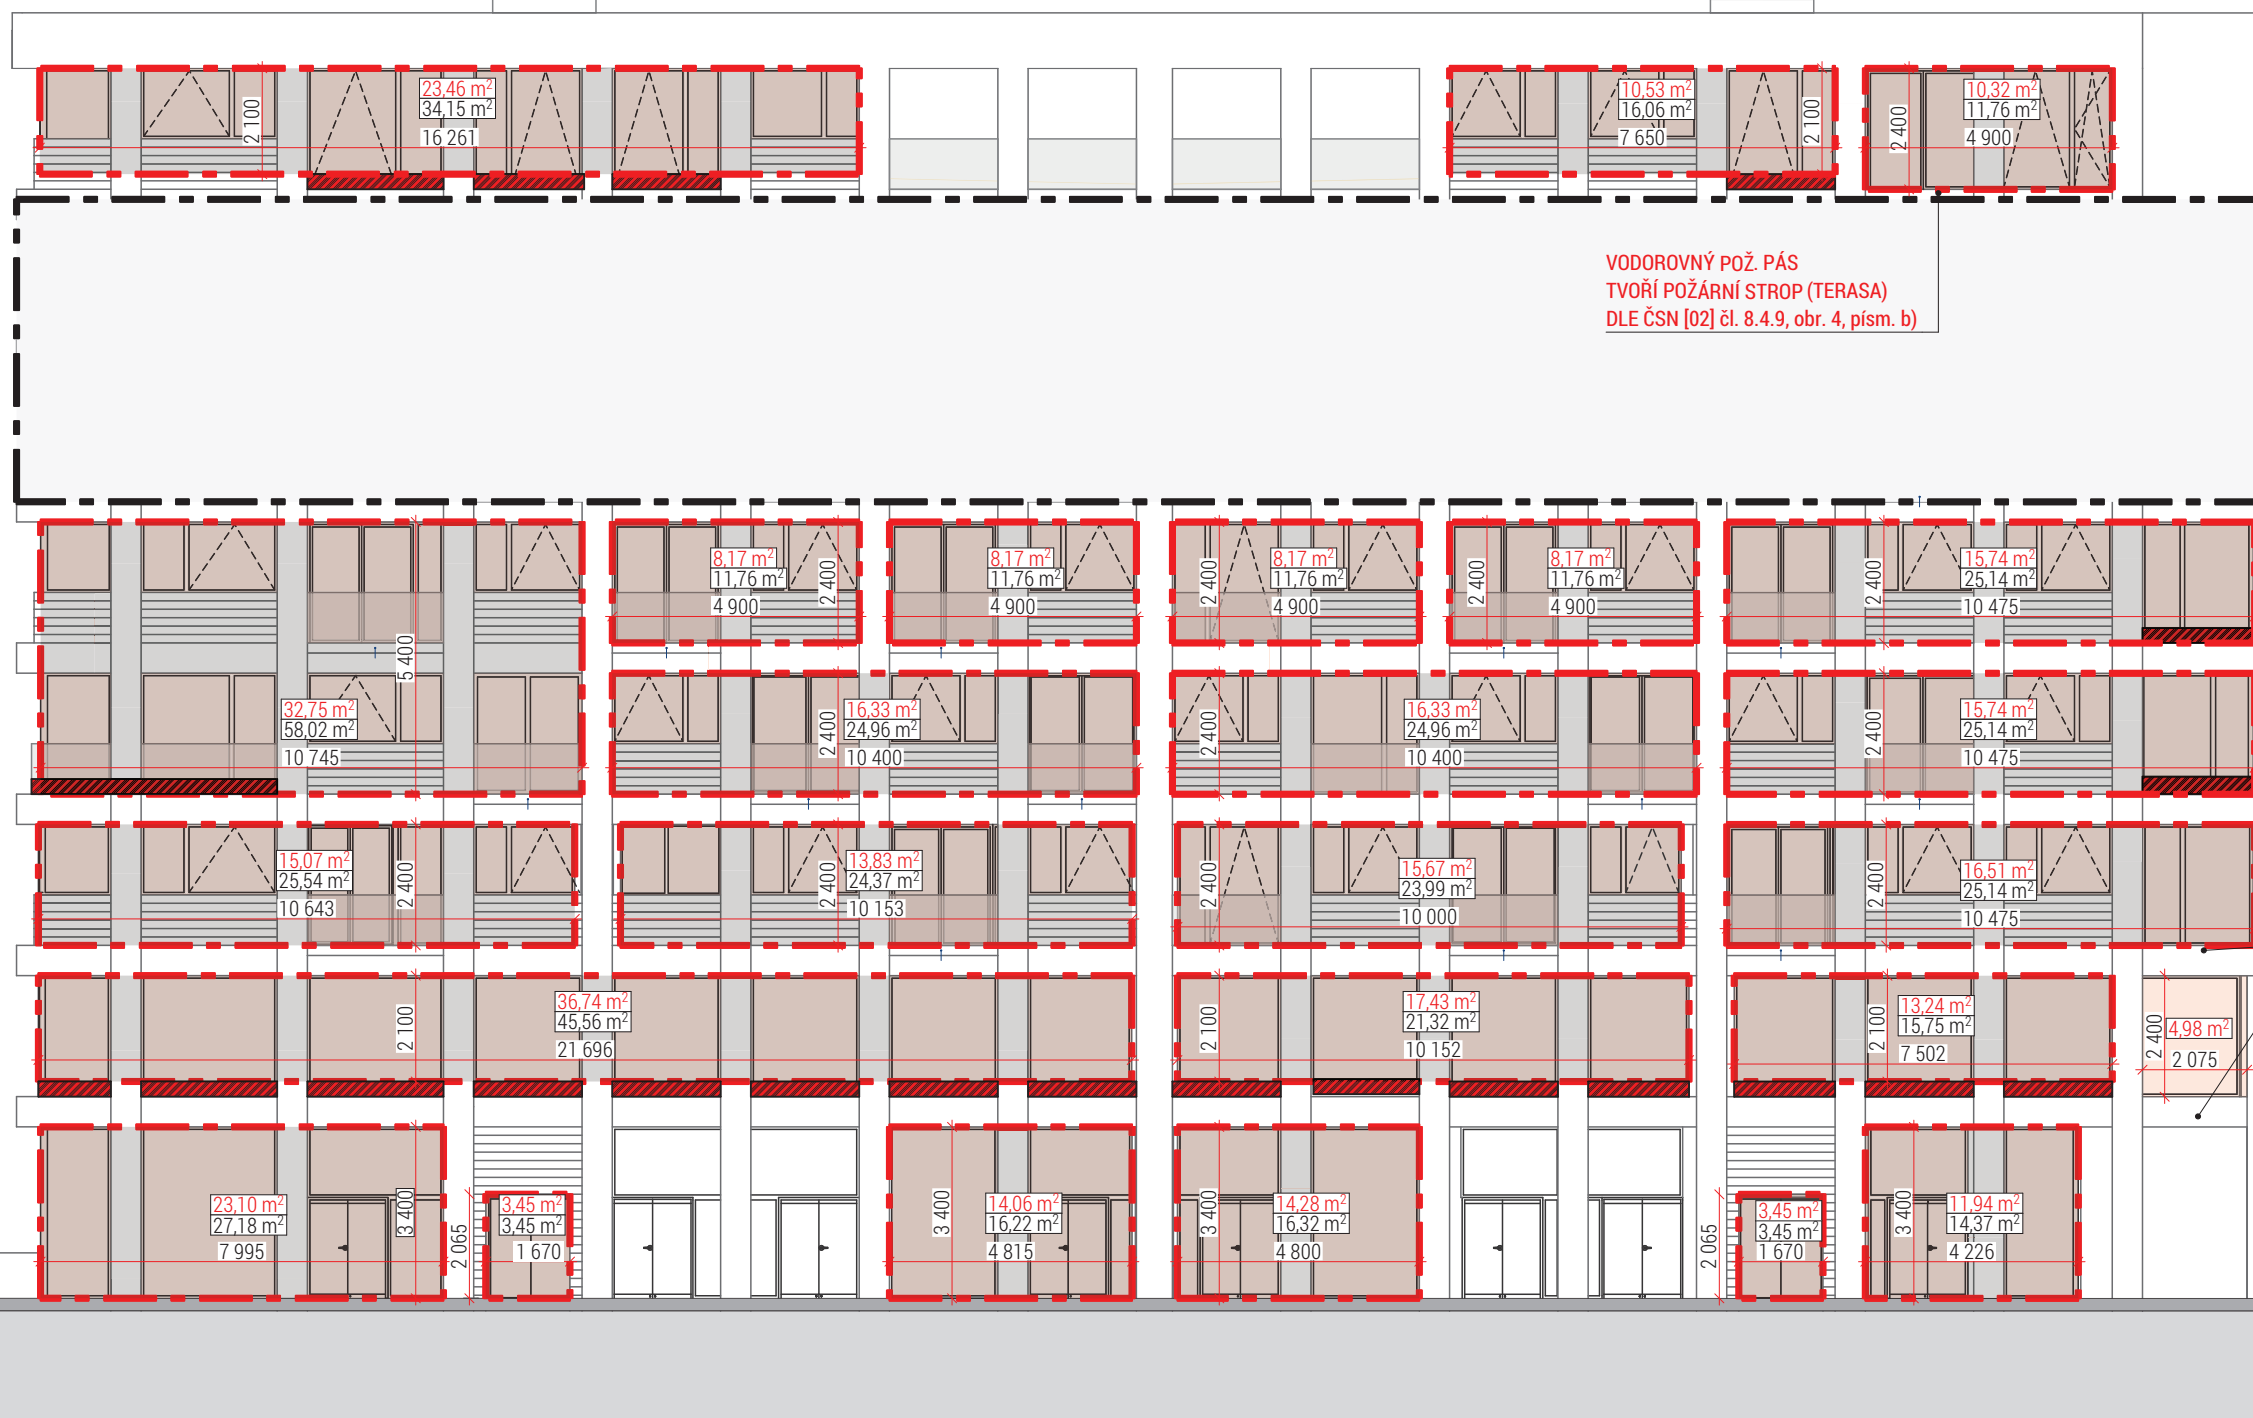 23,46 m²
34,15 m²
16 261
2 100
10,53 m²
16,06 m²
7 650
2 100
2 400
10,32 m²
11,76 m²
4 900
VODOROVNÝ POŽ. PÁS
TVOŘÍ POŽÁRNÍ STROP (TERASA)
DLE ČSN [02] čl. 8.4.9, obr. 4, písm. b)
5 400
8,17 m²
11,76 m²
4 900
2 400
8,17 m²
11,76 m²
4 900
2 400
8,17 m²
11,76 m²
4 900
2 400
8,17 m²
11,76 m²
4 900
2 400
15,74 m²
25,14 m²
10 475
32,75 m²
58,02 m²
10 745
2 400
16,33 m²
24,96 m²
10 400
2 400
16,33 m²
24,96 m²
10 400
2 400
15,74 m²
25,14 m²
10 475
15,07 m²
25,54 m²
10 643
2 400
2 400
13,83 m²
24,37 m²
10 153
2 400
15,67 m²
23,99 m²
10 000
2 400
16,51 m²
25,14 m²
10 475
2 100
36,74 m²
45,56 m²
21 696
2 100
17,43 m²
21,32 m²
10 152
2 100
13,24 m²
15,75 m²
7 502
2 400
4,98 m²
2 075
23,10 m²
27,18 m²
7 995
3 400
2 065
3,45 m²
3,45 m²
1 670
3 400
14,06 m²
16,22 m²
4 815
3 400
14,28 m²
16,32 m²
4 800
2 065
3,45 m²
3,45 m²
1 670
3 400
11,94 m²
14,37 m²
4 226